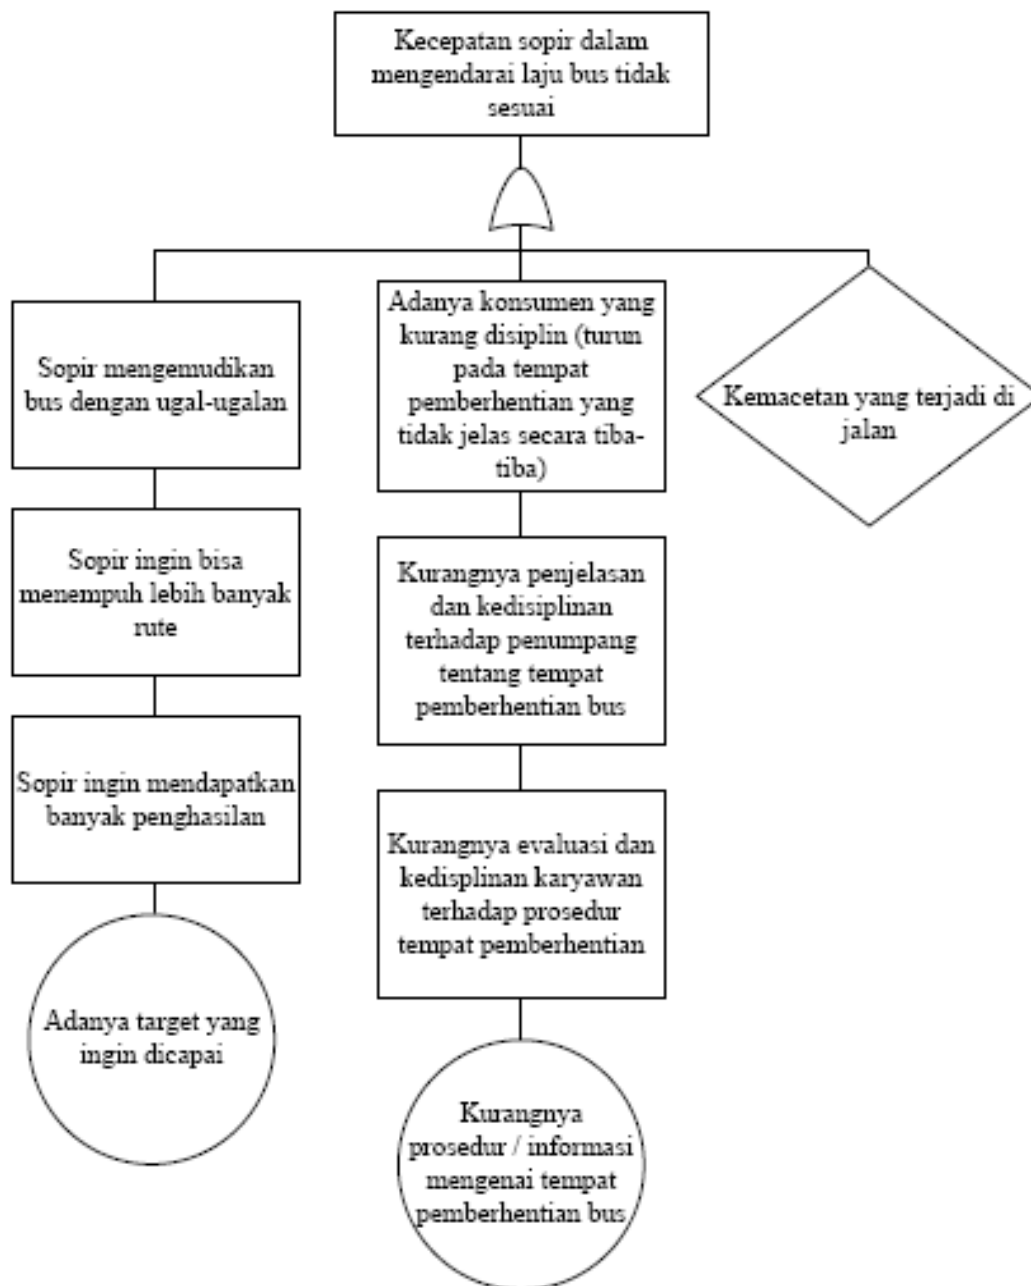 Kecepatan sopir dalam
mengendarai laju bus tidak
sesuai
Sopir mengemudikan
bus dengan ugal-ugalan
Sopir ingin bisa
menempuh lebih banyak
rute
Sopir ingin mendapatkan
banyak penghasilan
Adanya target yang
ingin dicapai
Adanya konsumen yang
kurang disiplin (turun
pada tempat
pemberhentian yang
tidak jelas secara tiba-
tiba)
Kurangnya penjelasan
dan kedisiplinan
terhadap penumpang
tentang tempat
pemberhentian bus
Kurangnya evaluasi dan
kedisplinan karyawan
terhadap prosedur
tempat pemberhentian
Kurangnya
prosedur / informasi
mengenai tempat
pemberhentian bus
Kemacetan yang terjadi di
jalan